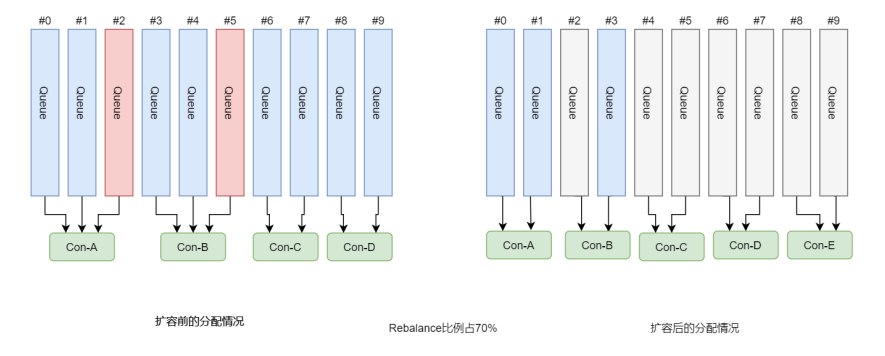 #0 #1 #2 #3 #4 #5 #6 #7 #8 #9
Queue Queue Queue Queue Queue Queue Queue Queue Queue Queue
Con-A Con-B Con-C Con-D
扩容前的分配情况
Rebalance比例占70%
#0 #1 #2 #3 #4 #5 #6 #7 #8 #9
Queue Queue Queue Queue Queue Queue Queue Queue Queue Queue
Con-A Con-B Con-C Con-D Con-E
扩容后的分配情况